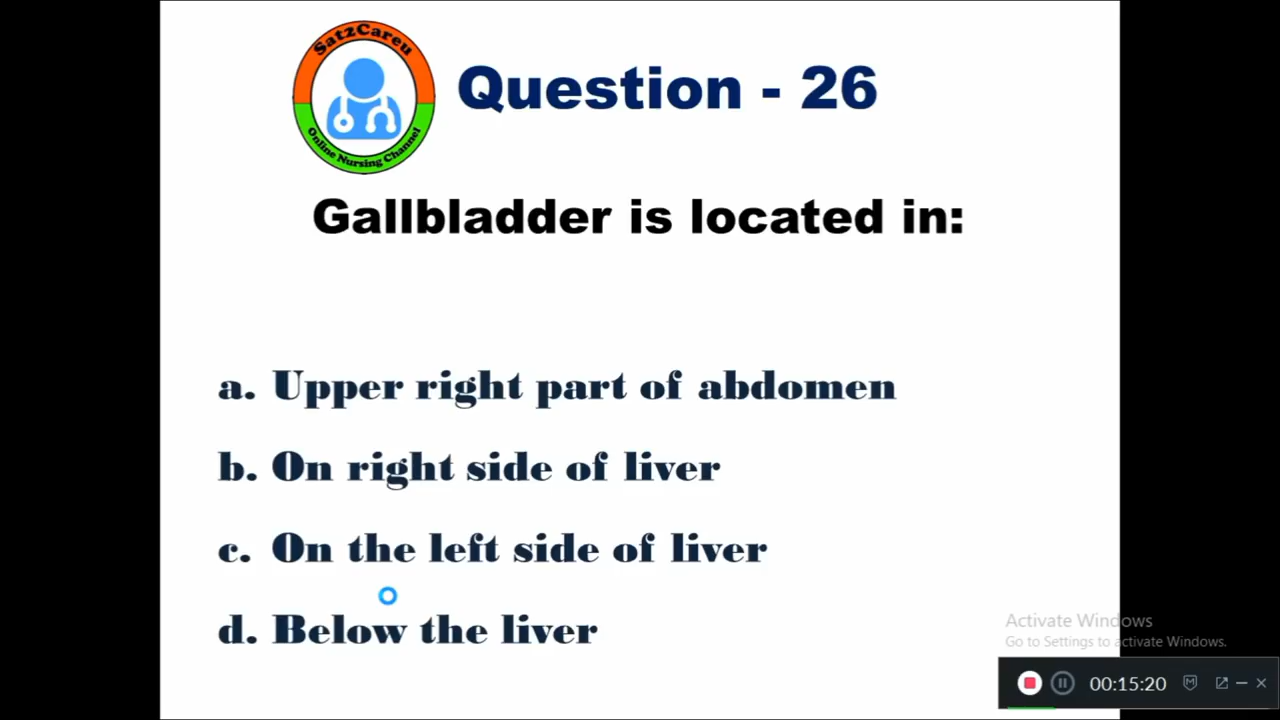 Sat2Careu
Online Nursing Channel
Question - 26
Gallbladder is located in:
a. Upper right part of abdomen
b. On right side of liver
c. On the left side of liver
d. Below the liver
Activate Windows
Go to Settings to activate Windows.
00:15:20